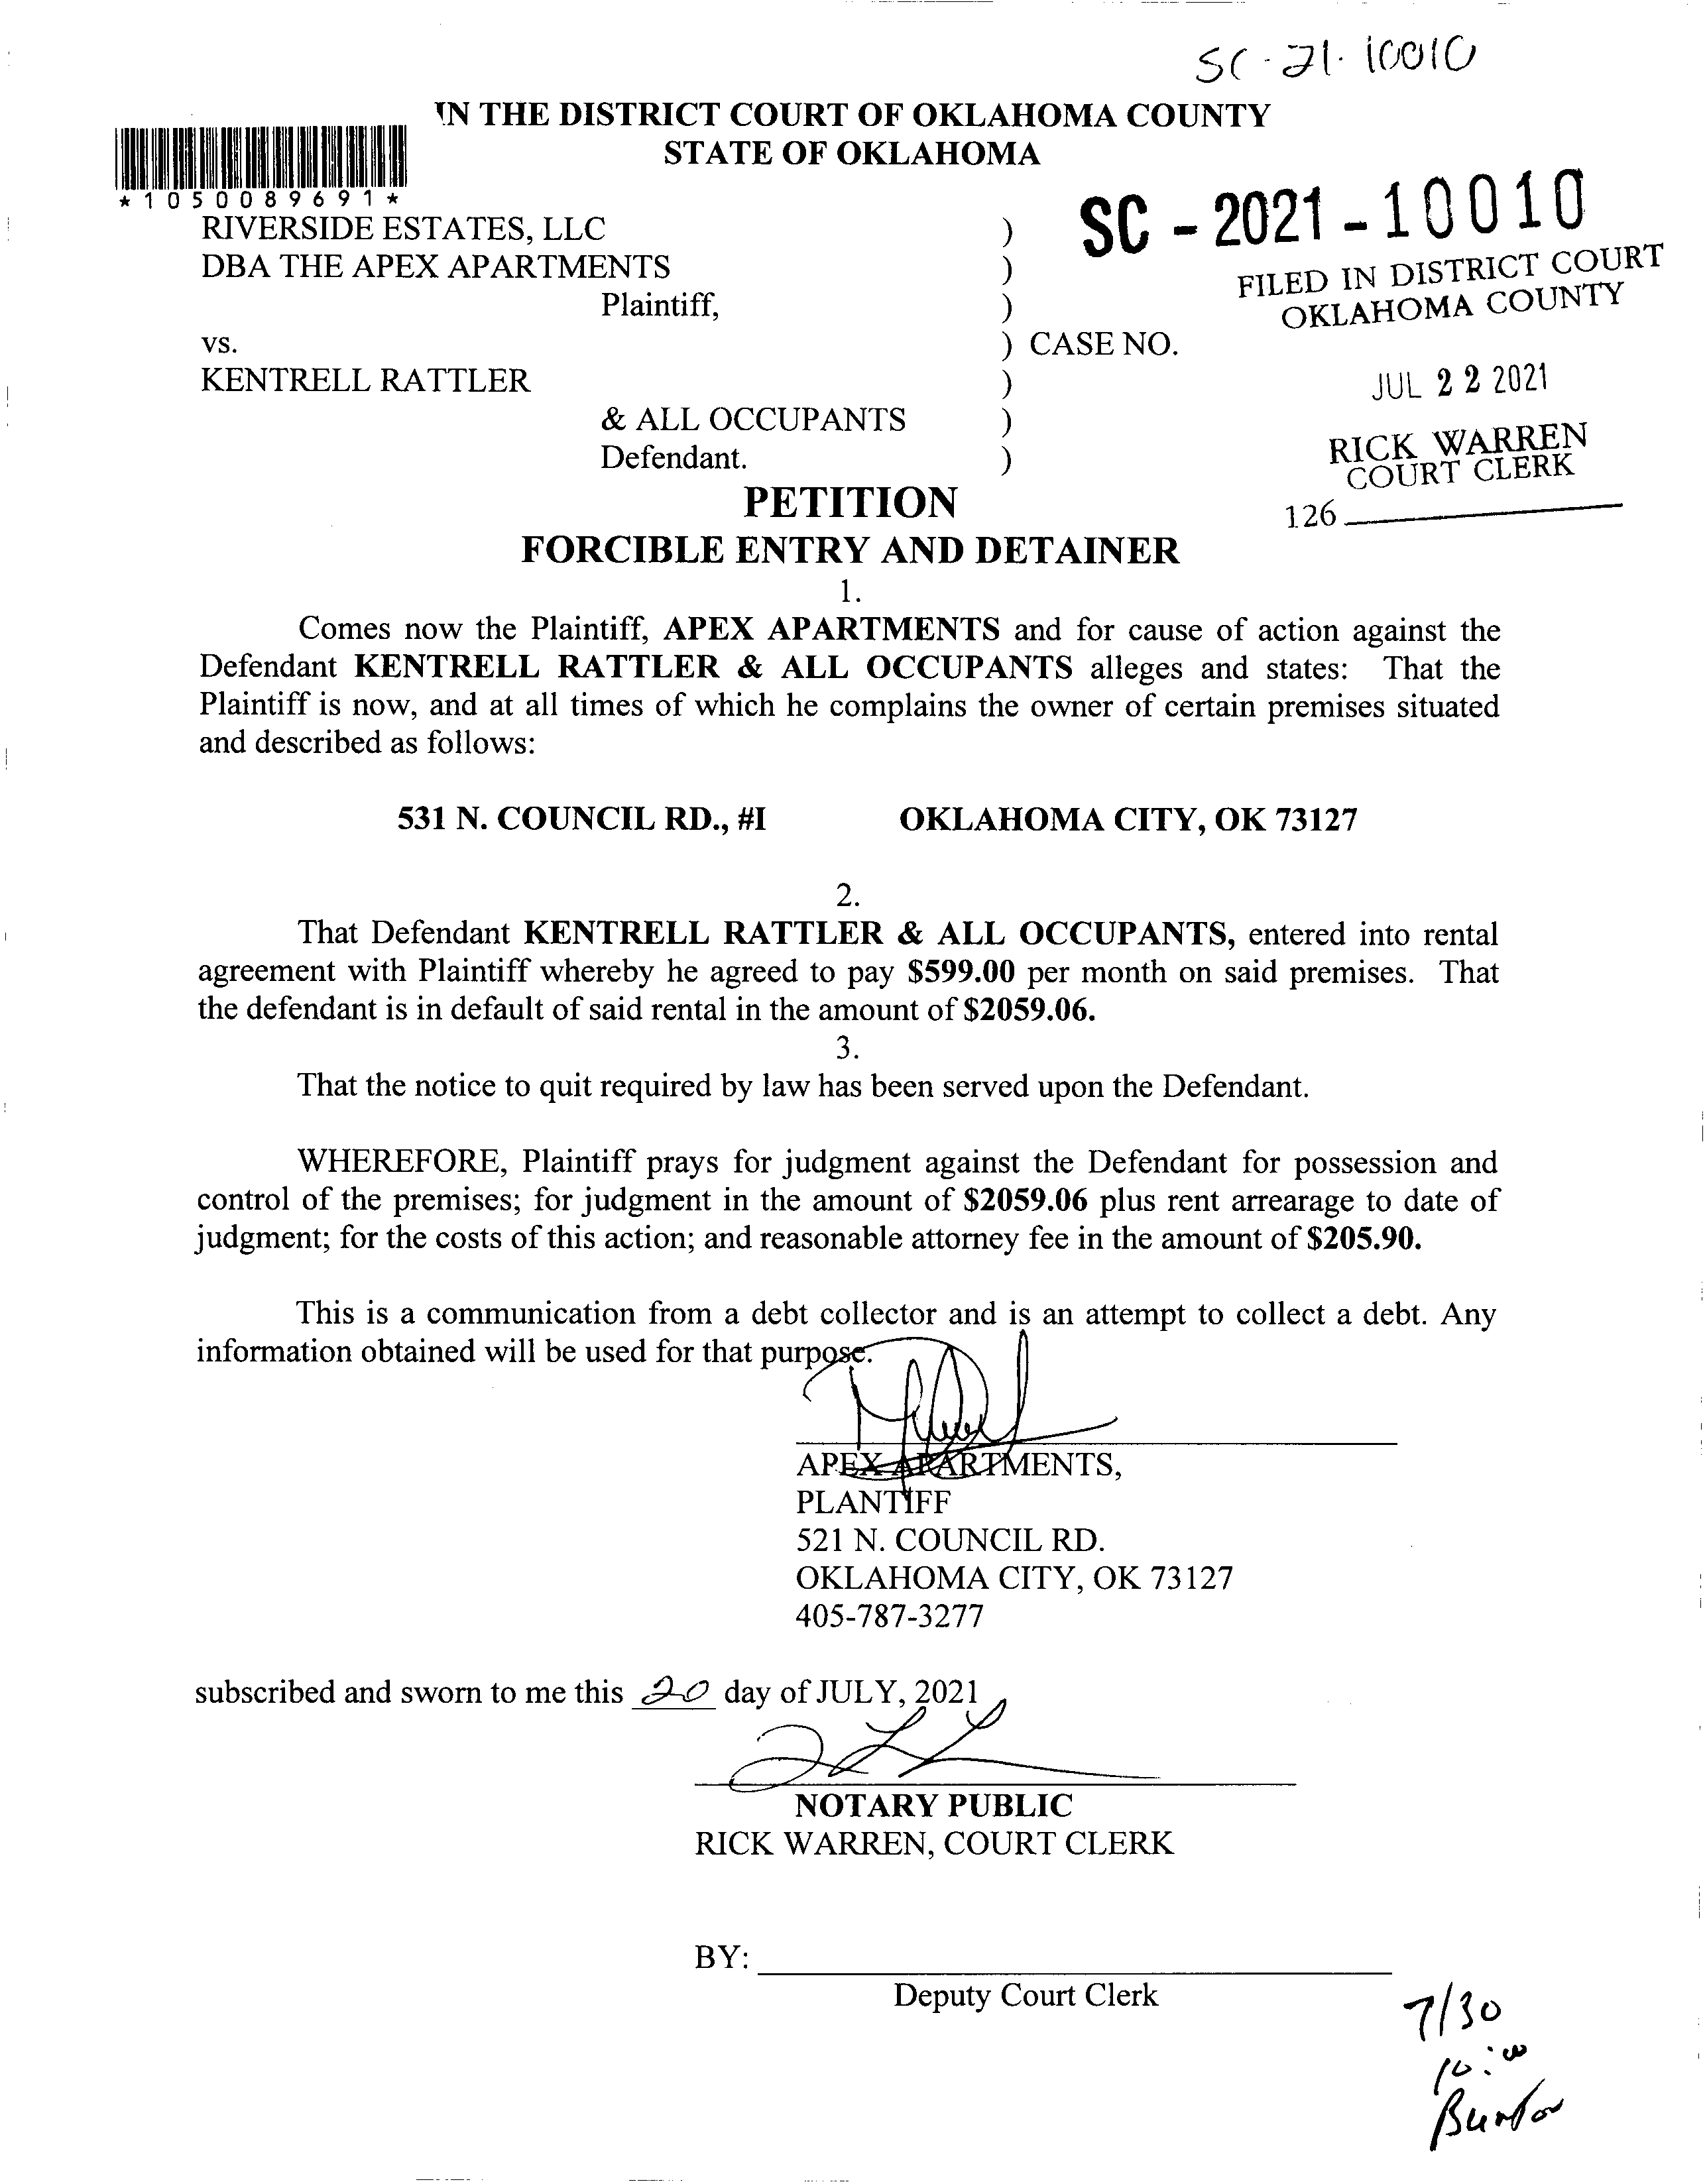 SC-21-10010
IN THE DISTRICT COURT OF OKLAHOMA COUNTY
STATE OF OKLAHOMA
*1050089691*
SC - 2021 - 10010
FILED IN DISTRICT COURT
OKLAHOMA COUNTY
JUL 22 2021
RICK WARREN
COURT CLERK
126
RIVERSIDE ESTATES, LLC )
DBA THE APEX APARTMENTS )
Plaintiff, )
vs. ) CASE NO.
KENTRELL RATTLER )
& ALL OCCUPANTS )
Defendant. )
PETITION
FORCIBLE ENTRY AND DETAINER
1.
Comes now the Plaintiff, APEX APARTMENTS and for cause of action against the
Defendant KENTRELL RATTLER & ALL OCCUPANTS alleges and states: That the
Plaintiff is now, and at all times of which he complains the owner of certain premises situated
and described as follows:
531 N. COUNCIL RD., #I OKLAHOMA CITY, OK 73127
2.
That Defendant KENTRELL RATTLER & ALL OCCUPANTS, entered into rental
agreement with Plaintiff whereby he agreed to pay $599.00 per month on said premises. That
the defendant is in default of said rental in the amount of $2059.06.
3.
That the notice to quit required by law has been served upon the Defendant.
WHEREFORE, Plaintiff prays for judgment against the Defendant for possession and
control of the premises; for judgment in the amount of $2059.06 plus rent arrearage to date of
judgment; for the costs of this action; and reasonable attorney fee in the amount of $205.90.
This is a communication from a debt collector and is an attempt to collect a debt. Any
information obtained will be used for that purpose.
APEX APARTMENTS,
PLANTIFF
521 N. COUNCIL RD.
OKLAHOMA CITY, OK 73127
405-787-3277
subscribed and sworn to me this 20 day of JULY, 2021
NOTARY PUBLIC
RICK WARREN, COURT CLERK
BY:
Deputy Court Clerk
7/30
10:00
Burton